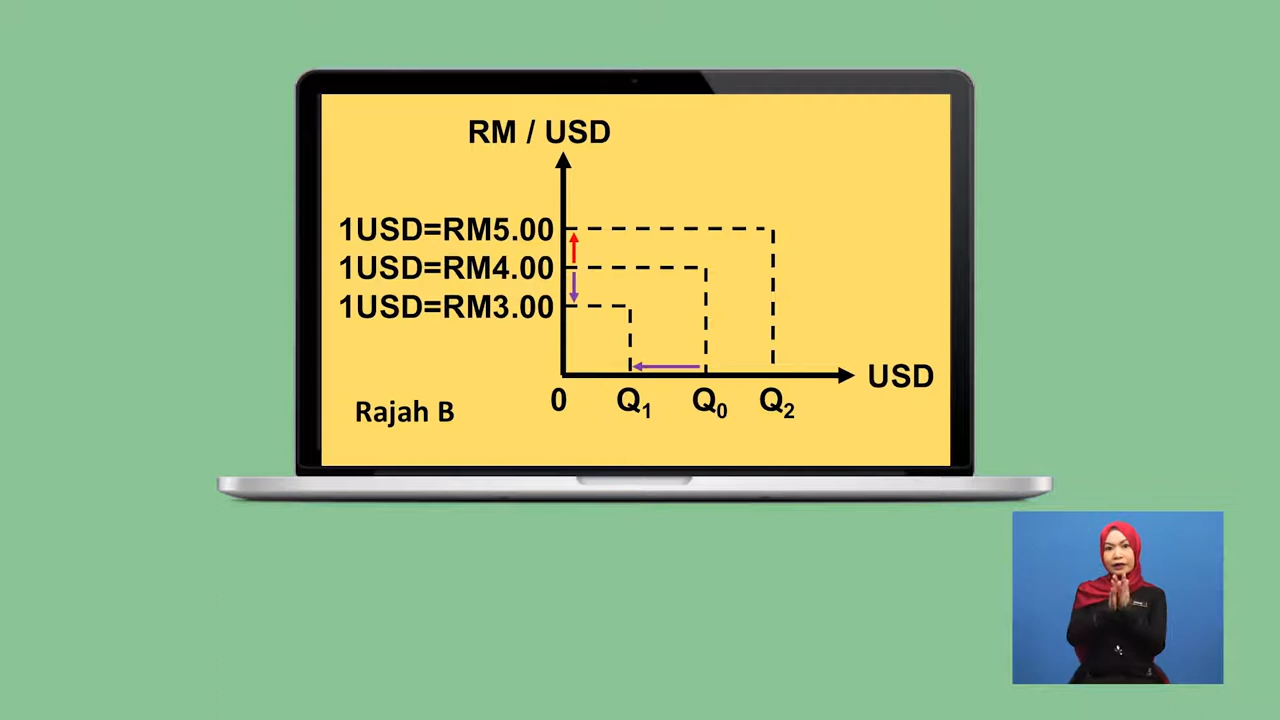 RM / USD
1USD=RM5.00
1USD=RM4.00
1USD=RM3.00
USD
0 Q₁ Q₀ Q₂
Rajah B